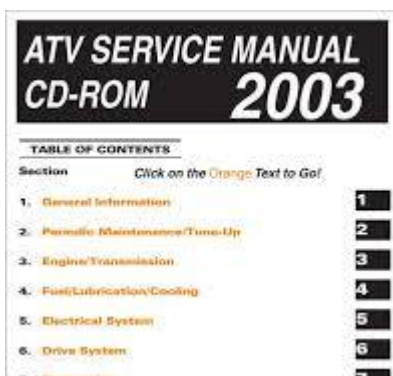 ATV SERVICE MANUAL
CD-ROM 2003
TABLE OF CONTENTS
Section Click on the Orange Text to Go!
1. General Information 1
2. Periodic Maintenance/Tune-Up 2
3. Engine/Transmission 3
4. Fuel/Lubrication/Cooling 4
5. Electrical System 5
6. Drive System 6